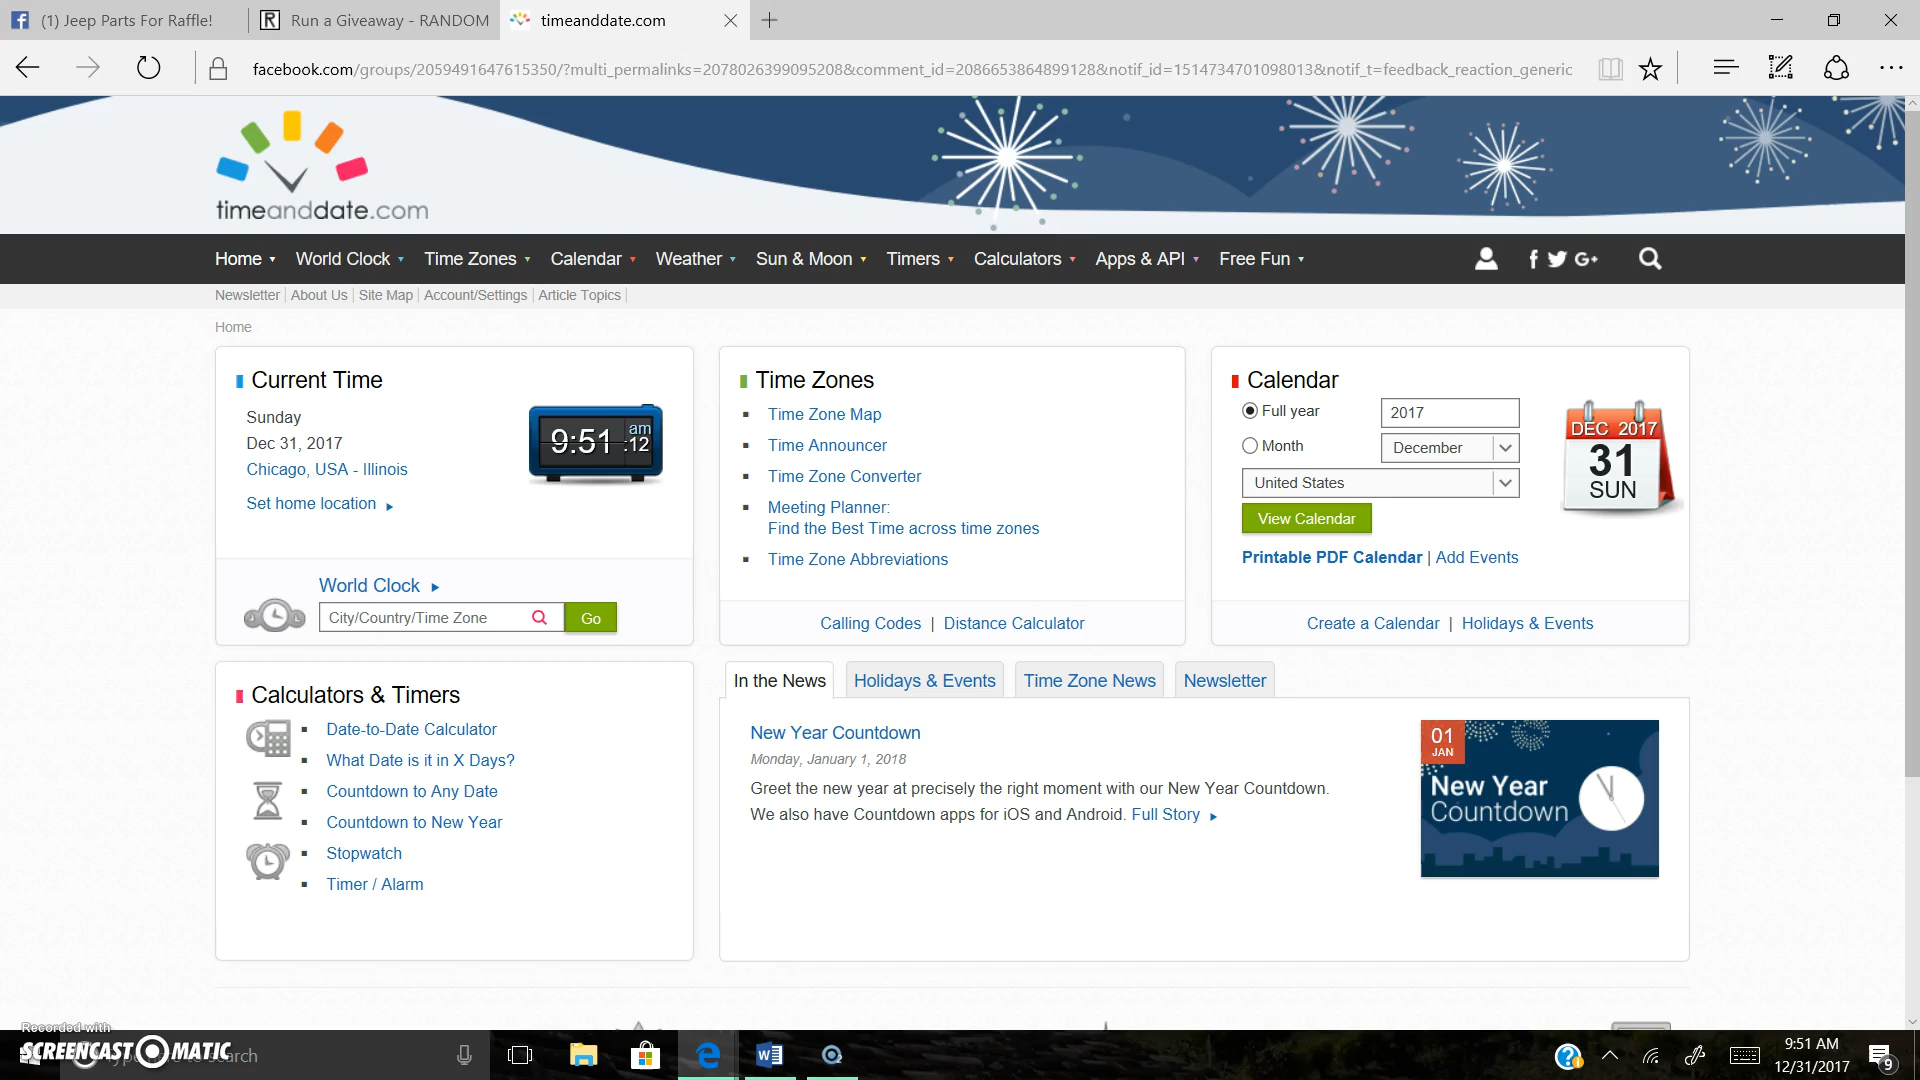 (1) Jeep Parts For Raffle!
R Run a Giveaway - RANDOM
timeanddate.com
facebook.com/groups/2059491647615350/?multi_permalinks=2078026399095208&comment_id=2086653864899128&notif_id=1514734701098013&notif_t=feedback_reaction_generic
timeanddate.com
Home World Clock Time Zones Calendar Weather Sun & Moon Timers Calculators Apps & API Free Fun
Newsletter About Us Site Map Account/Settings Article Topics
Home
Current Time
Sunday
Dec 31, 2017
Chicago, USA - Illinois
Set home location
9:51 am :12
World Clock
City/Country/Time Zone Go
Time Zones
Time Zone Map
Time Announcer
Time Zone Converter
Meeting Planner:
Find the Best Time across time zones
Time Zone Abbreviations
Calling Codes | Distance Calculator
Calendar
Full year 2017
Month December
United States
View Calendar
DEC 2017
31
SUN
Printable PDF Calendar | Add Events
Create a Calendar | Holidays & Events
Calculators & Timers
Date-to-Date Calculator
What Date is it in X Days?
Countdown to Any Date
Countdown to New Year
Stopwatch
Timer / Alarm
In the News Holidays & Events Time Zone News Newsletter
New Year Countdown
Monday, January 1, 2018
Greet the new year at precisely the right moment with our New Year Countdown.
We also have Countdown apps for iOS and Android. Full Story
01
JAN
New Year
Countdown
Recorded with
SCREENCAST-O-MATIC
search
9:51 AM
12/31/2017
9